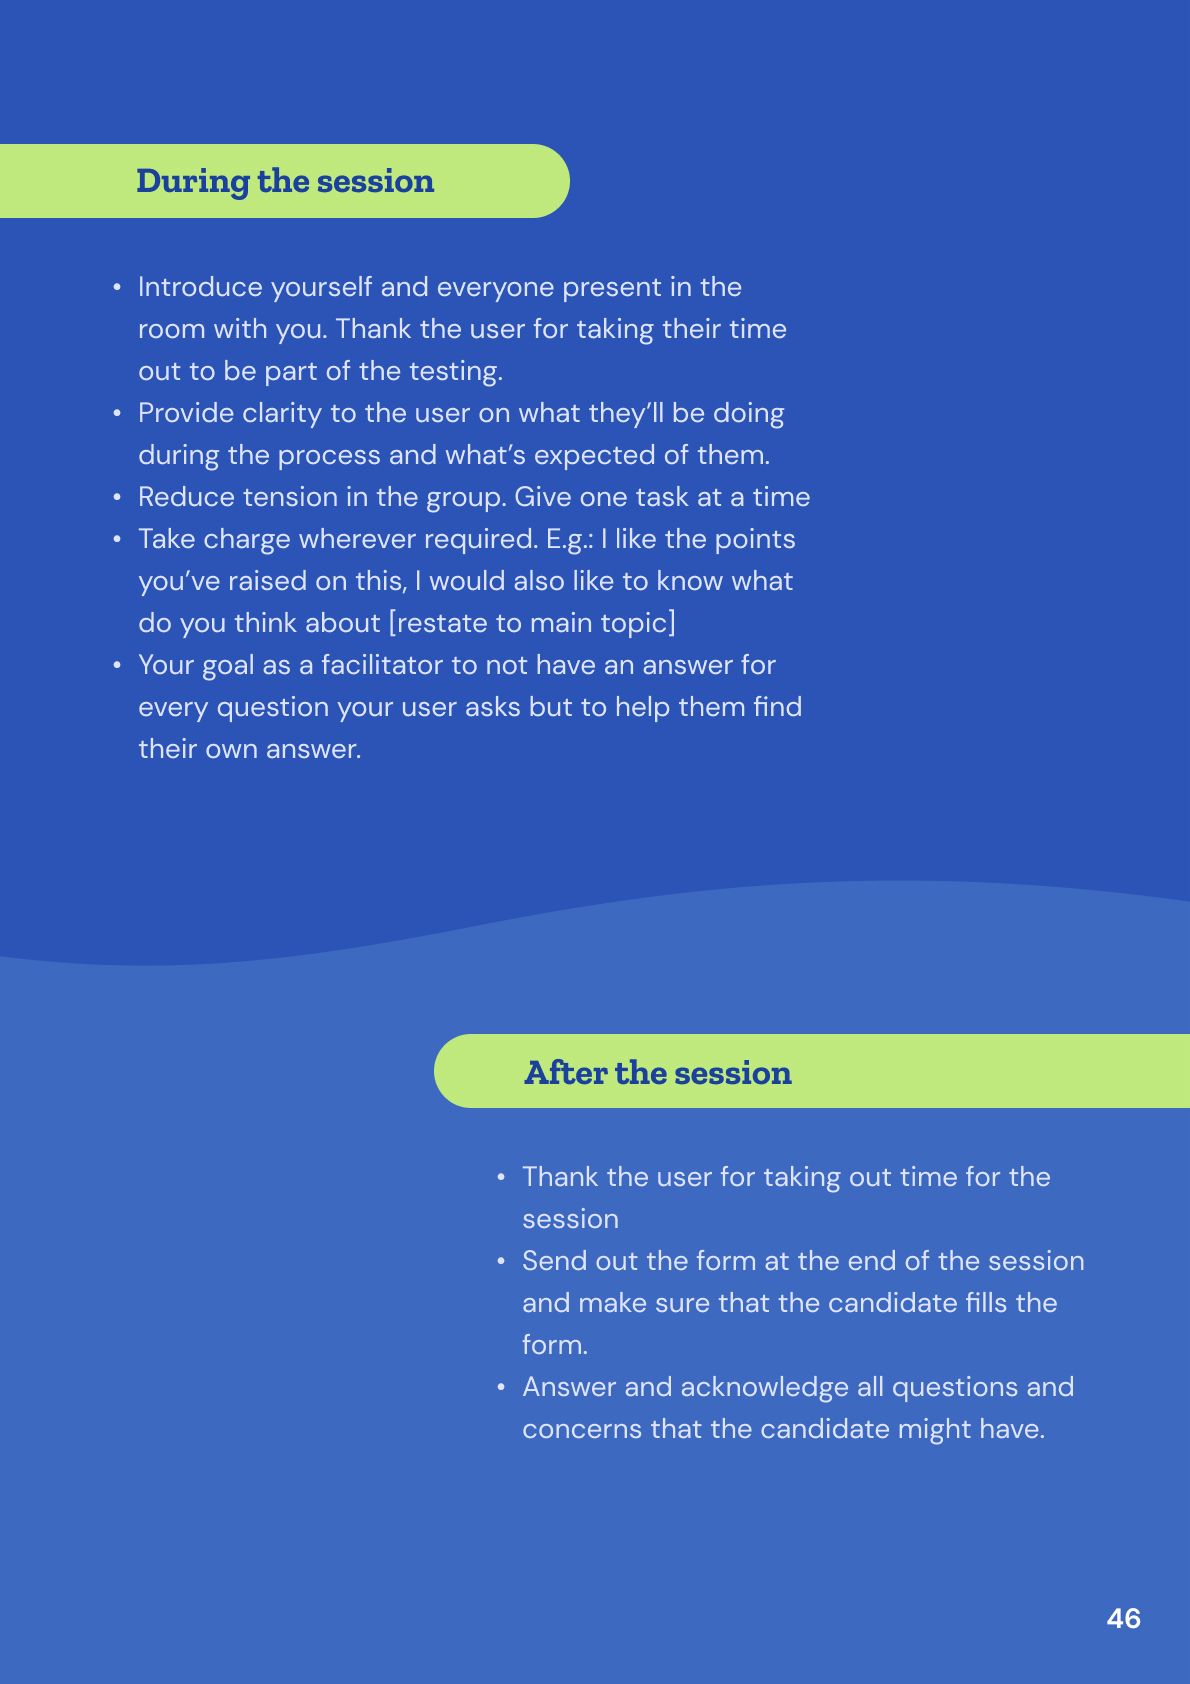 During the session
• Introduce yourself and everyone present in the
room with you. Thank the user for taking their time
out to be part of the testing.
• Provide clarity to the user on what they’ll be doing
during the process and what’s expected of them.
• Reduce tension in the group. Give one task at a time
• Take charge wherever required. E.g.: I like the points
you’ve raised on this, I would also like to know what
do you think about [restate to main topic]
• Your goal as a facilitator to not have an answer for
every question your user asks but to help them find
their own answer.
After the session
• Thank the user for taking out time for the
session
• Send out the form at the end of the session
and make sure that the candidate fills the
form.
• Answer and acknowledge all questions and
concerns that the candidate might have.
46